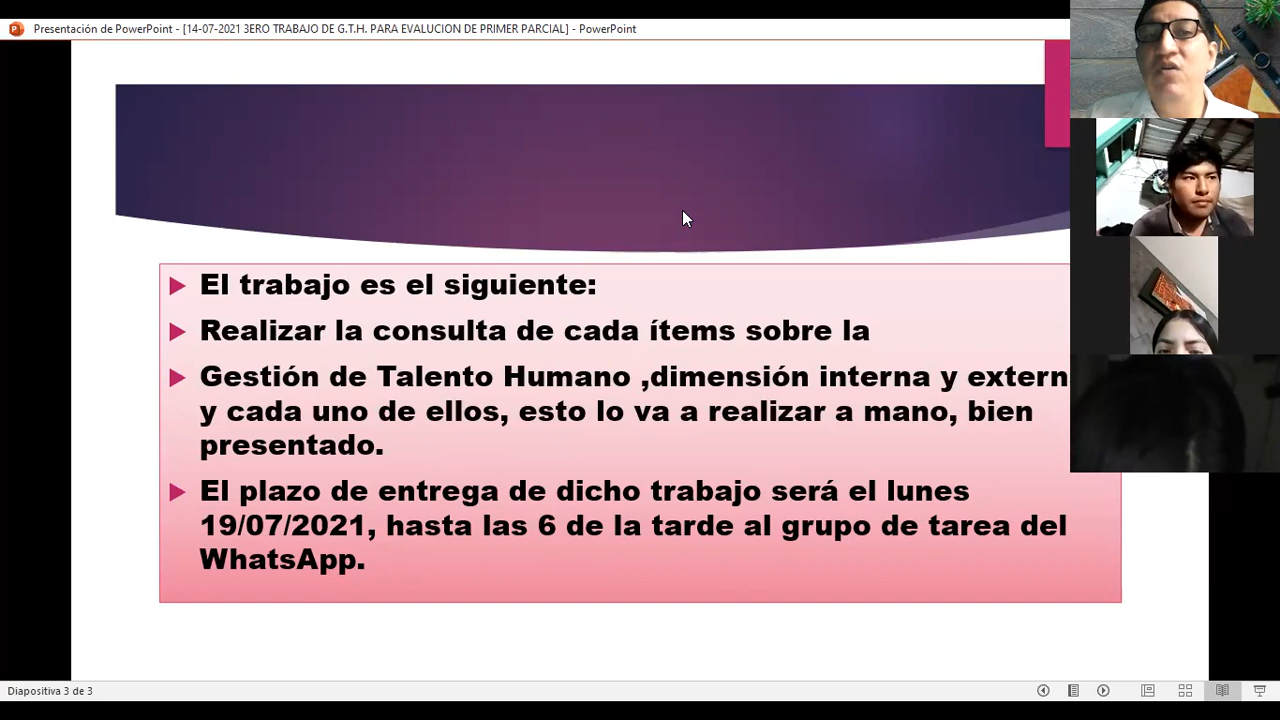 Presentación de PowerPoint - [14-07-2021 3ERO TRABAJO DE G.T.H. PARA EVALUCION DE PRIMER PARCIAL] - PowerPoint
El trabajo es el siguiente:
Realizar la consulta de cada ítems sobre la
Gestión de Talento Humano ,dimensión interna y extern
y cada uno de ellos, esto lo va a realizar a mano, bien
presentado.
El plazo de entrega de dicho trabajo será el lunes
19/07/2021, hasta las 6 de la tarde al grupo de tarea del
WhatsApp.
Diapositiva 3 de 3